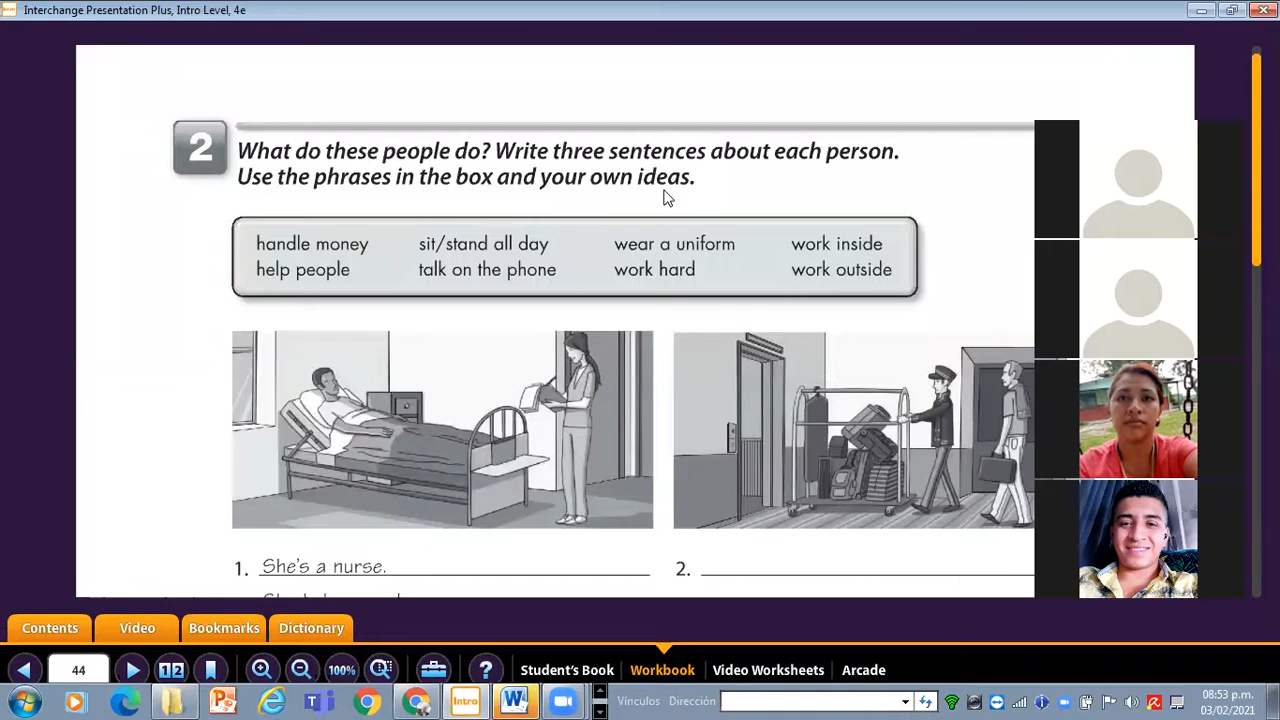 Interchange Presentation Plus, Intro Level, 4e
2
What do these people do? Write three sentences about each person.
Use the phrases in the box and your own ideas.
handle money sit/stand all day wear a uniform work inside
help people talk on the phone work hard work outside
1. She's a nurse.
2.
Contents Video Bookmarks Dictionary
44 12 100% ? Student's Book Workbook Video Worksheets Arcade
Intro Vínculos Dirección 08:53 p.m.
03/02/2021